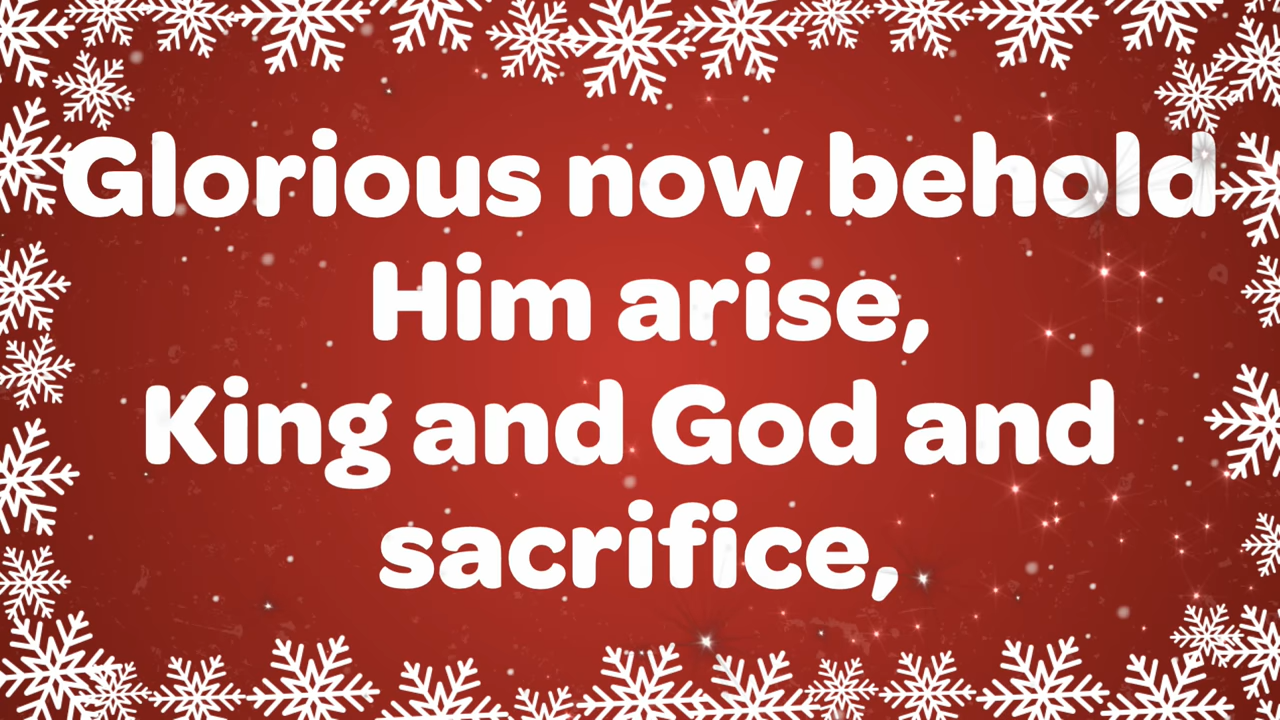 Glorious now behold
Him arise,
King and God and
sacrifice,